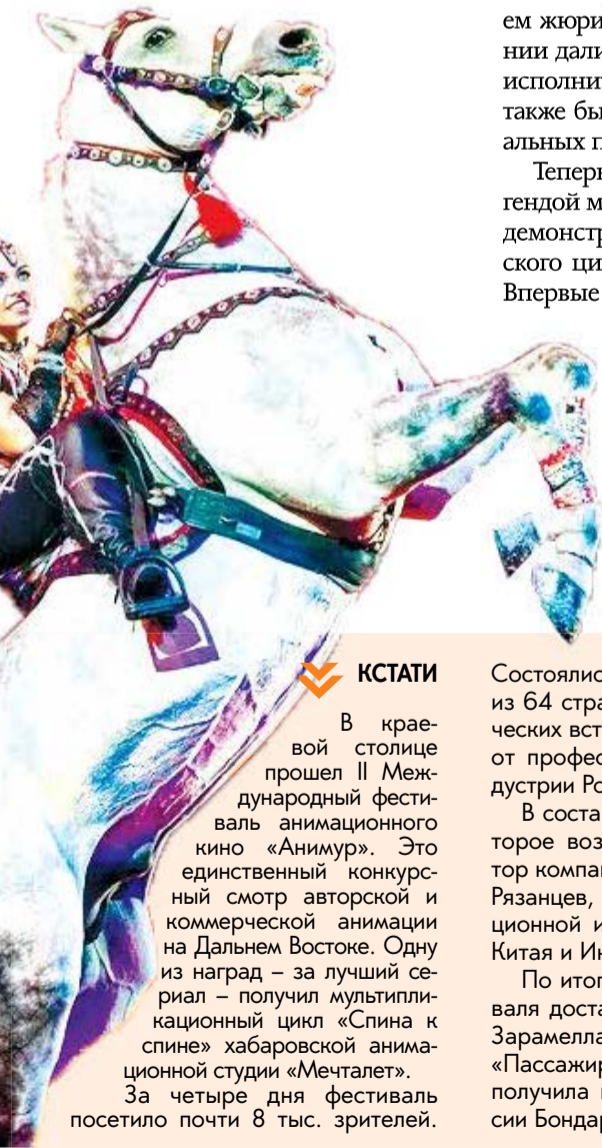 ем жюри
нии дали
исполнит
также бы
альных п
Теперь
гендой м
демонстр
ского ци
Впервые
КСТАТИ
В крае-
вой столице
прошел II Меж-
дународный фести-
валь анимационного
кино «Анимур». Это
единственный конкурс-
ный смотр авторской и
коммерческой анимации
на Дальнем Востоке. Одну
из наград – за лучший се-
риал – получил мультипли-
кационный цикл «Спина к
спине» хабаровской анима-
ционной студии «Мечталет».
За четыре дня фестиваль
посетило почти 8 тыс. зрителей.
Состоялис
из 64 стра
ческих вст
от профес
дустрии Ро
В соста
торое воз
тор компан
Рязанцев,
ционной и
Китая и Ин
По итог
валя доста
Зарамелла
«Пассажир
получила
сии Бондар